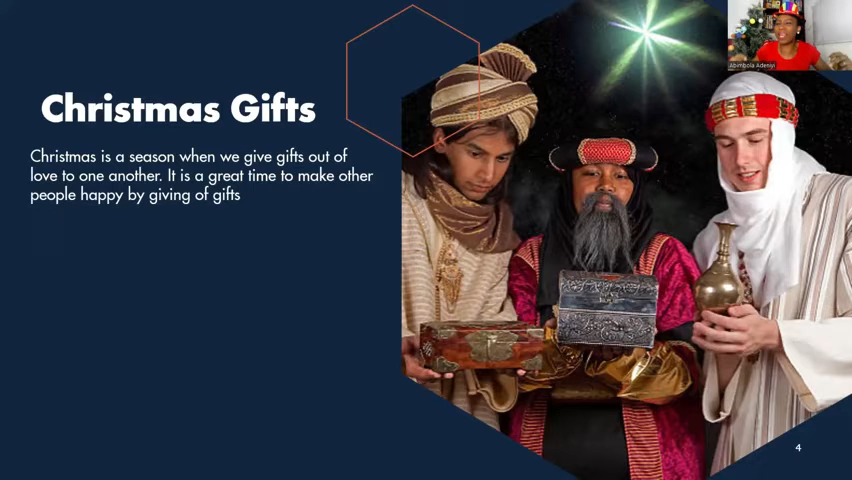 Christmas Gifts
Christmas is a season when we give gifts out of
love to one another. It is a great time to make other
people happy by giving of gifts
Abimbola Adeniyi
4